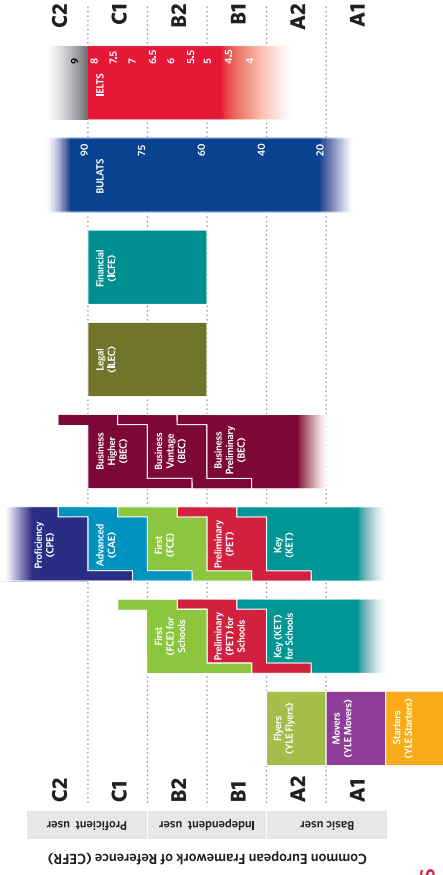 Common European Framework of Reference (CEFR)
Proficient user
Independent user
Basic user
C2
C1
B2
B1
A2
A1
Flyers
(YLE Flyers)
Movers
(YLE Movers)
Starters
(YLE Starters)
First
(FCE) for
Schools
Preliminary
(PET) for
Schools
Key (KET)
for Schools
Proficiency
(CPE)
Advanced
(CAE)
First
(FCE)
Preliminary
(PET)
Key
(KET)
Business
Higher
(BEC)
Business
Vantage
(BEC)
Business
Preliminary
(BEC)
Legal
(ILEC)
Financial
(ICFE)
BULATS
90
75
60
40
20
IELTS
9
8
7.5
7
6.5
6
5.5
5
4.5
4
C2
C1
B2
B1
A2
A1
5